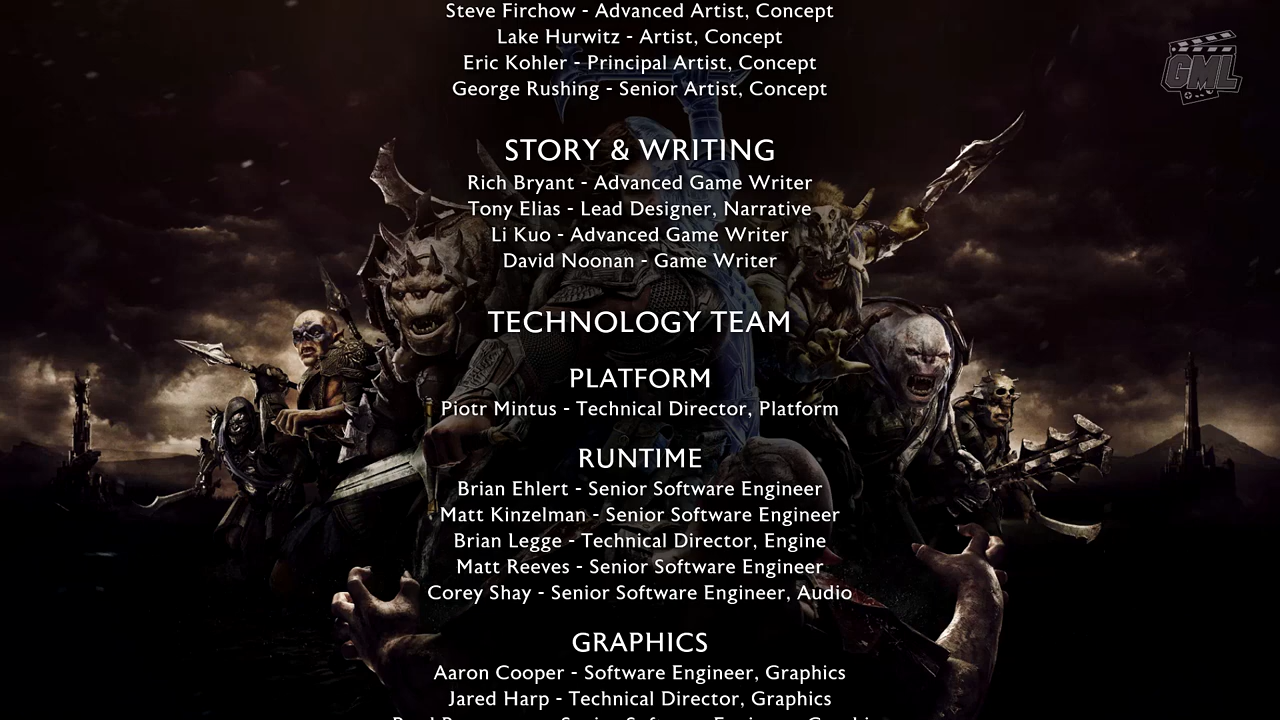 Steve Firchow - Advanced Artist, Concept
Lake Hurwitz - Artist, Concept
Eric Kohler - Principal Artist, Concept
George Rushing - Senior Artist, Concept
GML
STORY & WRITING
Rich Bryant - Advanced Game Writer
Tony Elias - Lead Designer, Narrative
Li Kuo - Advanced Game Writer
David Noonan - Game Writer
TECHNOLOGY TEAM
PLATFORM
Piotr Mintus - Technical Director, Platform
RUNTIME
Brian Ehlert - Senior Software Engineer
Matt Kinzelman - Senior Software Engineer
Brian Legge - Technical Director, Engine
Matt Reeves - Senior Software Engineer
Corey Shay - Senior Software Engineer, Audio
GRAPHICS
Aaron Cooper - Software Engineer, Graphics
Jared Harp - Technical Director, Graphics